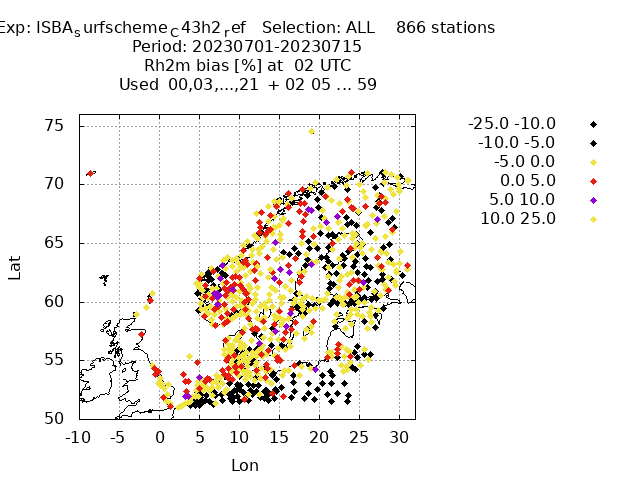 Exp: ISBAsurfschemeC43h2ref Selection: ALL 866 stations
Period: 20230701-20230715
Rh2m bias [%] at 02 UTC
Used 00,03,...,21 + 02 05 ... 59
-25.0 -10.0
-10.0 -5.0
-5.0 0.0
0.0 5.0
5.0 10.0
10.0 25.0
75
70
65
60
55
50
Lat
-10 -5 0 5 10 15 20 25 30
Lon